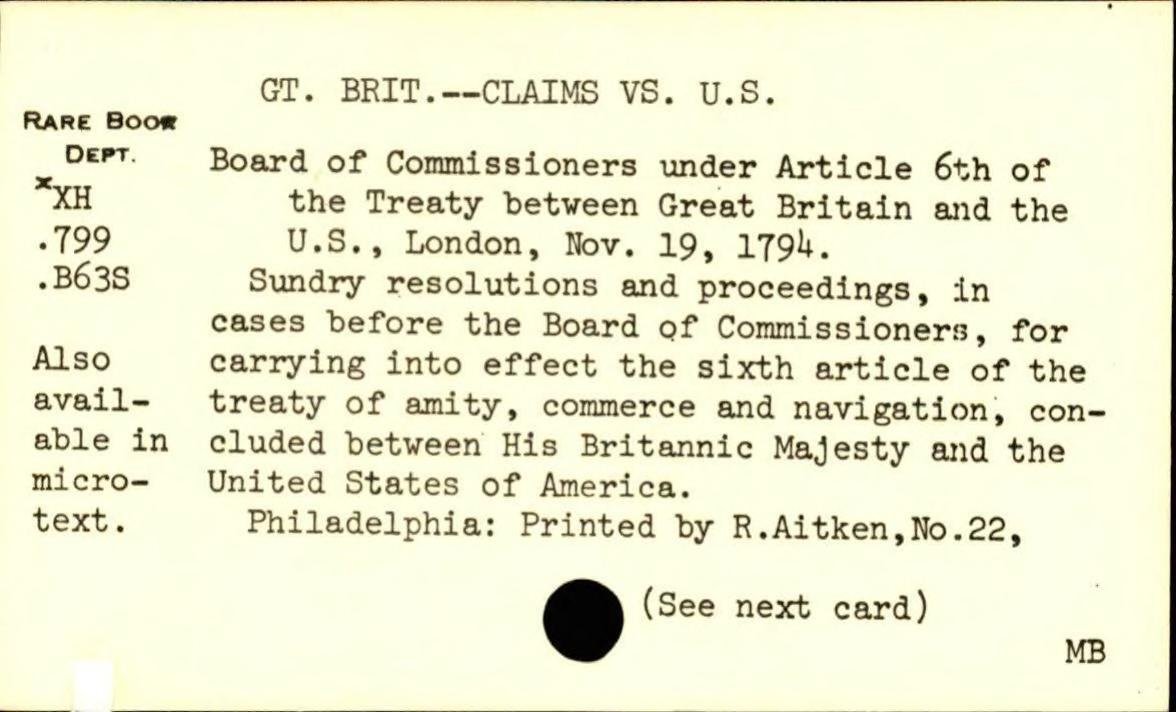 GT. BRIT.--CLAIMS VS. U.S.
RARE BOOK
DEPT.
*XH
.799
.B63S
Also
avail-
able in
micro-
text.
Board of Commissioners under Article 6th of
the Treaty between Great Britain and the
U.S., London, Nov. 19, 1794.
Sundry resolutions and proceedings, in
cases before the Board of Commissioners, for
carrying into effect the sixth article of the
treaty of amity, commerce and navigation, con-
cluded between His Britannic Majesty and the
United States of America.
Philadelphia: Printed by R.Aitken,No.22,
(See next card)
MB